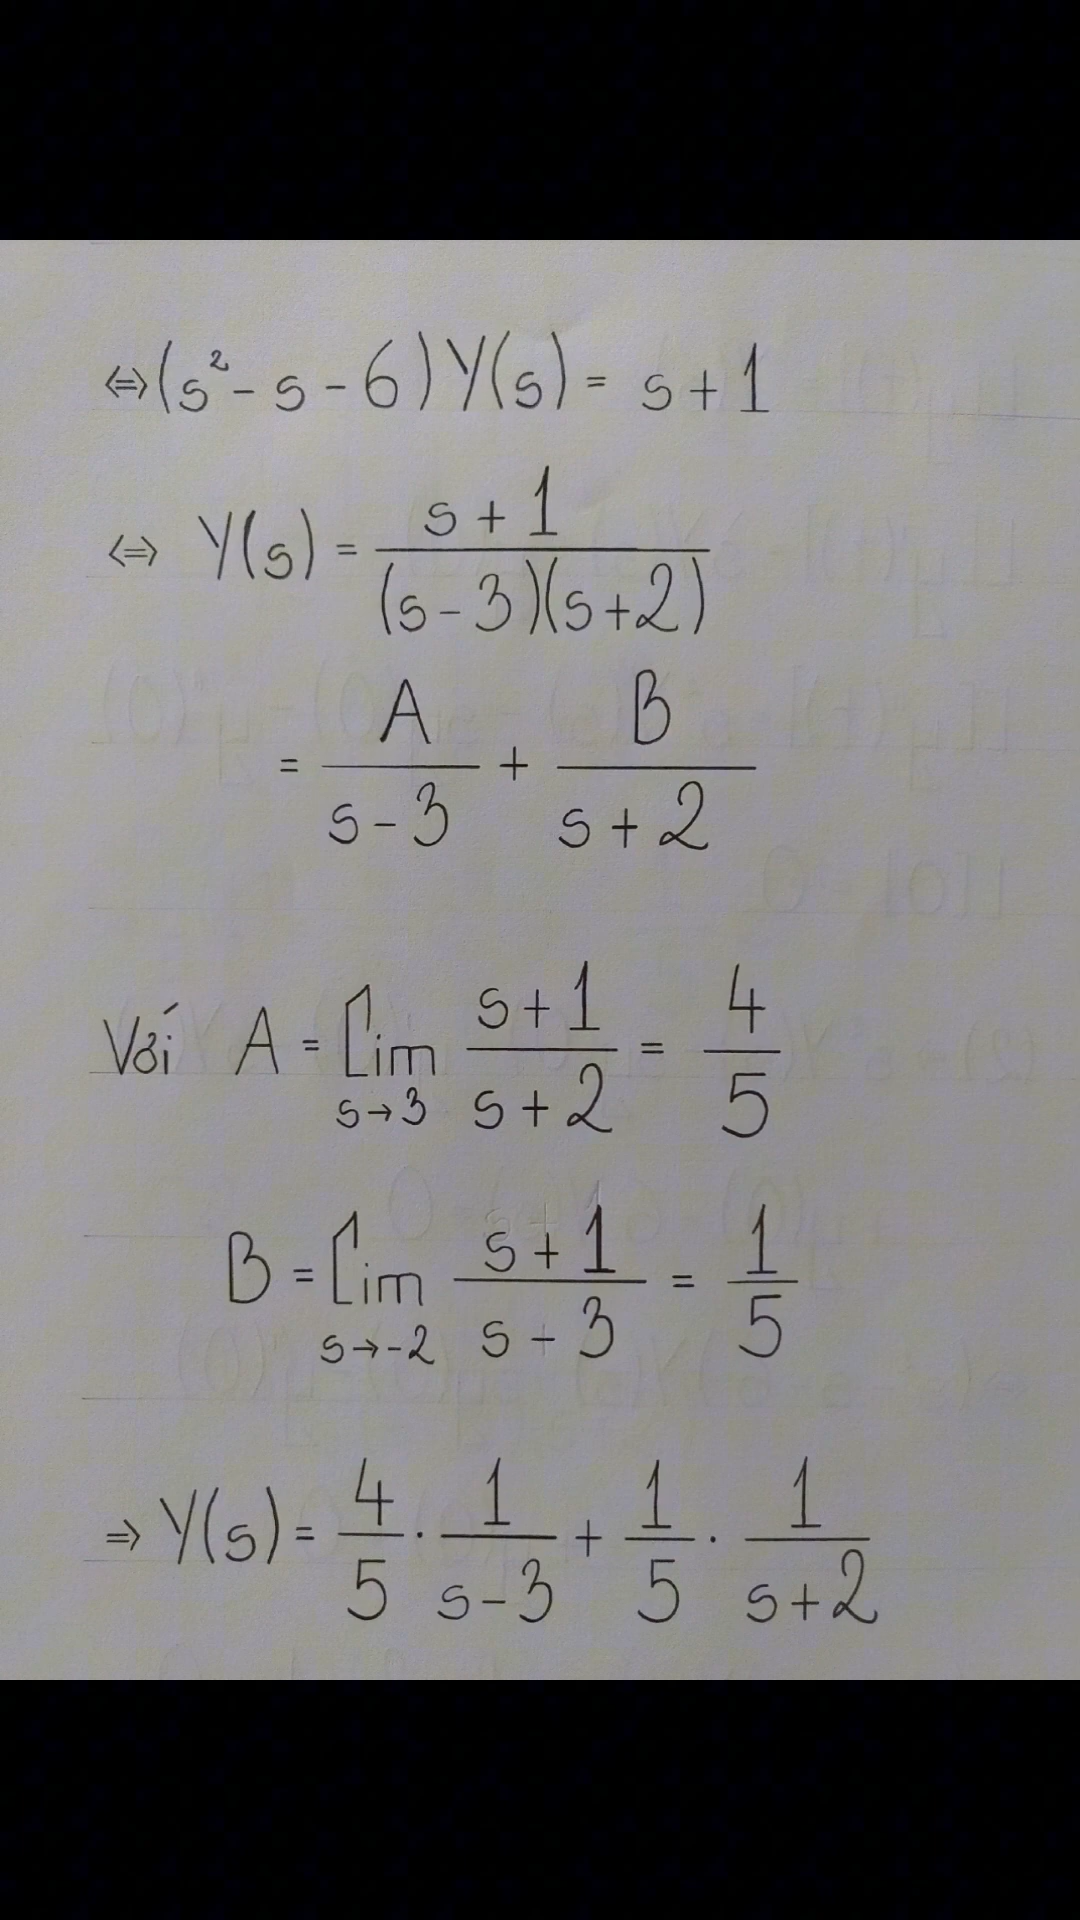 ⇔ (s² - s - 6) Y(s) = s + 1
⇔ Y(s) = (s + 1) / ((s - 3)(s + 2))
= A / (s - 3) + B / (s + 2)
Với A = Lim s→3 (s + 1) / (s + 2) = 4/5
B = Lim s→-2 (s + 1) / (s - 3) = 1/5
⇒ Y(s) = 4/5 · 1 / (s - 3) + 1/5 · 1 / (s + 2)